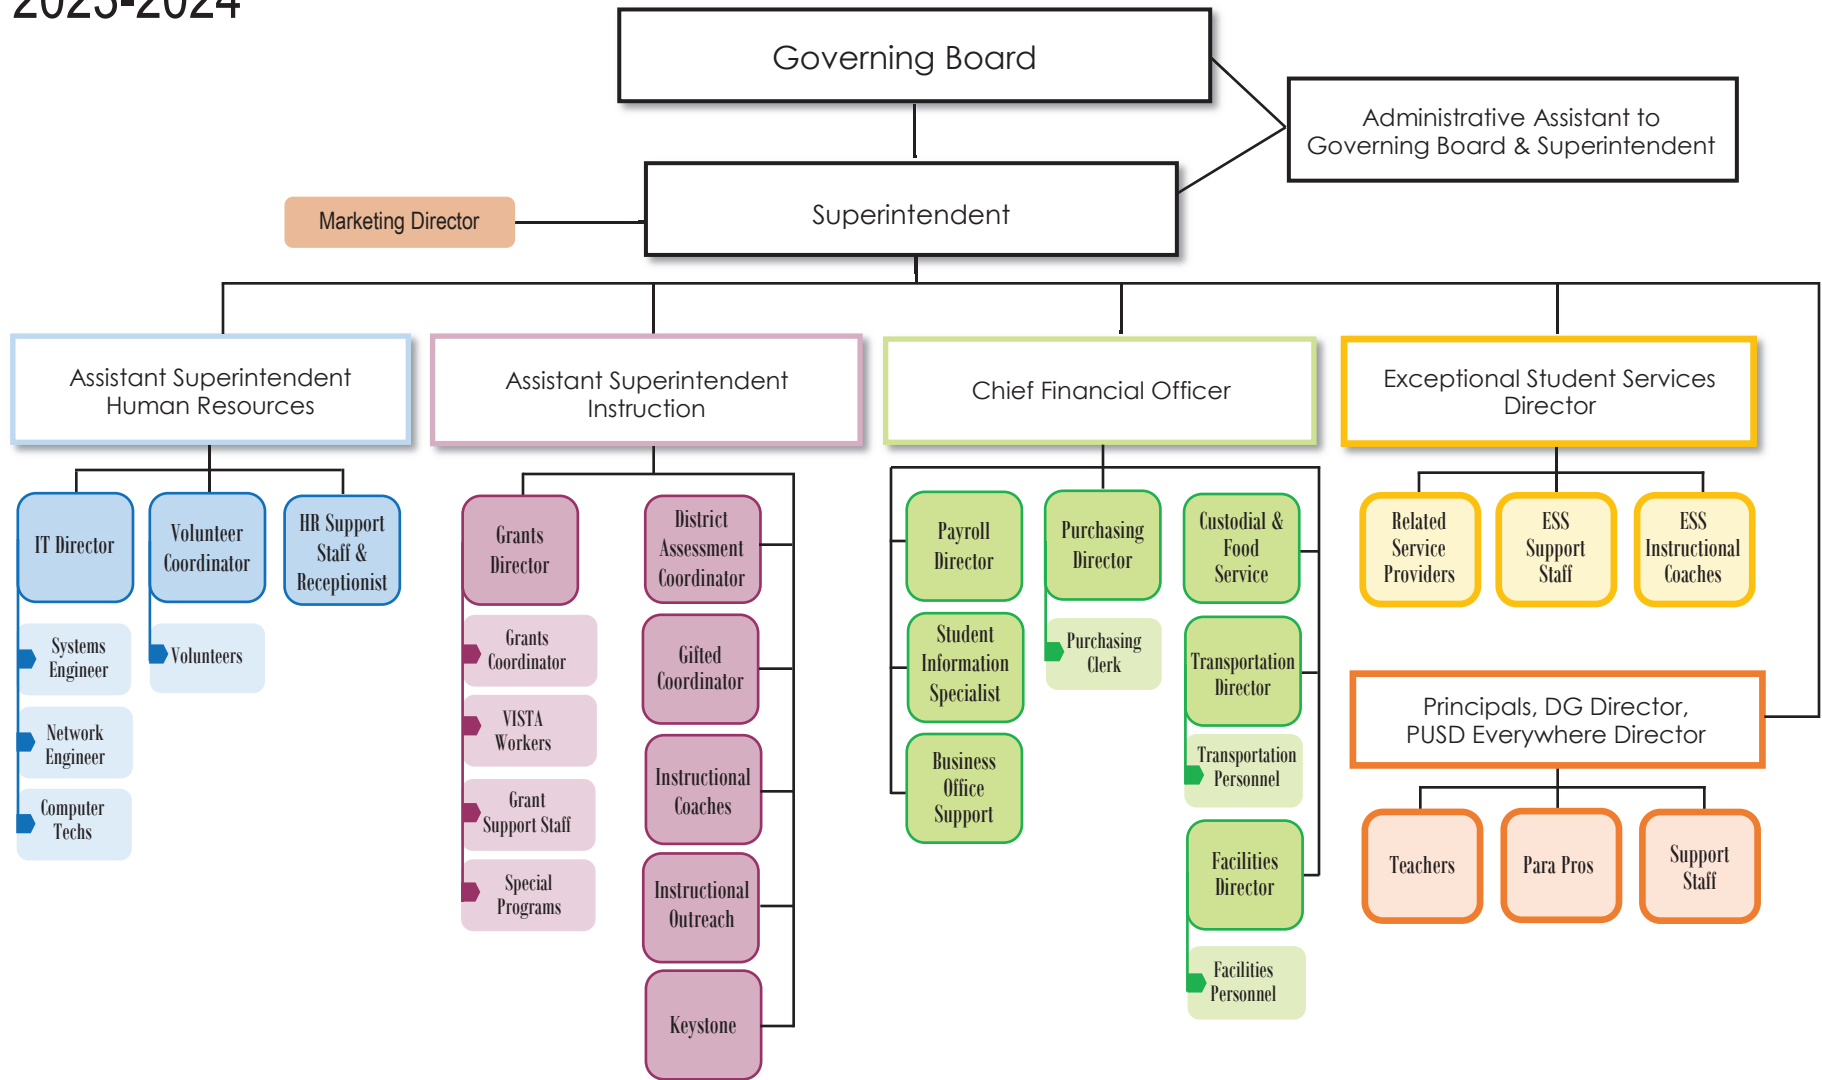 2023-2024
Governing Board
Administrative Assistant to
Governing Board & Superintendent
Marketing Director
Superintendent
Assistant Superintendent
Human Resources
Assistant Superintendent
Instruction
Chief Financial Officer
Exceptional Student Services
Director
IT Director
Systems
Engineer
Network
Engineer
Computer
Techs
Volunteer
Coordinator
Volunteers
HR Support
Staff &
Receptionist
Grants
Director
Grants
Coordinator
VISTA
Workers
Grant
Support Staff
Special
Programs
District
Assessment
Coordinator
Gifted
Coordinator
Instructional
Coaches
Instructional
Outreach
Keystone
Payroll
Director
Student
Information
Specialist
Business
Office
Support
Purchasing
Director
Purchasing
Clerk
Custodial &
Food
Service
Transportation
Director
Transportation
Personnel
Facilities
Director
Facilities
Personnel
Related
Service
Providers
ESS
Support
Staff
ESS
Instructional
Coaches
Principals, DG Director,
PUSD Everywhere Director
Teachers
Para Pros
Support
Staff